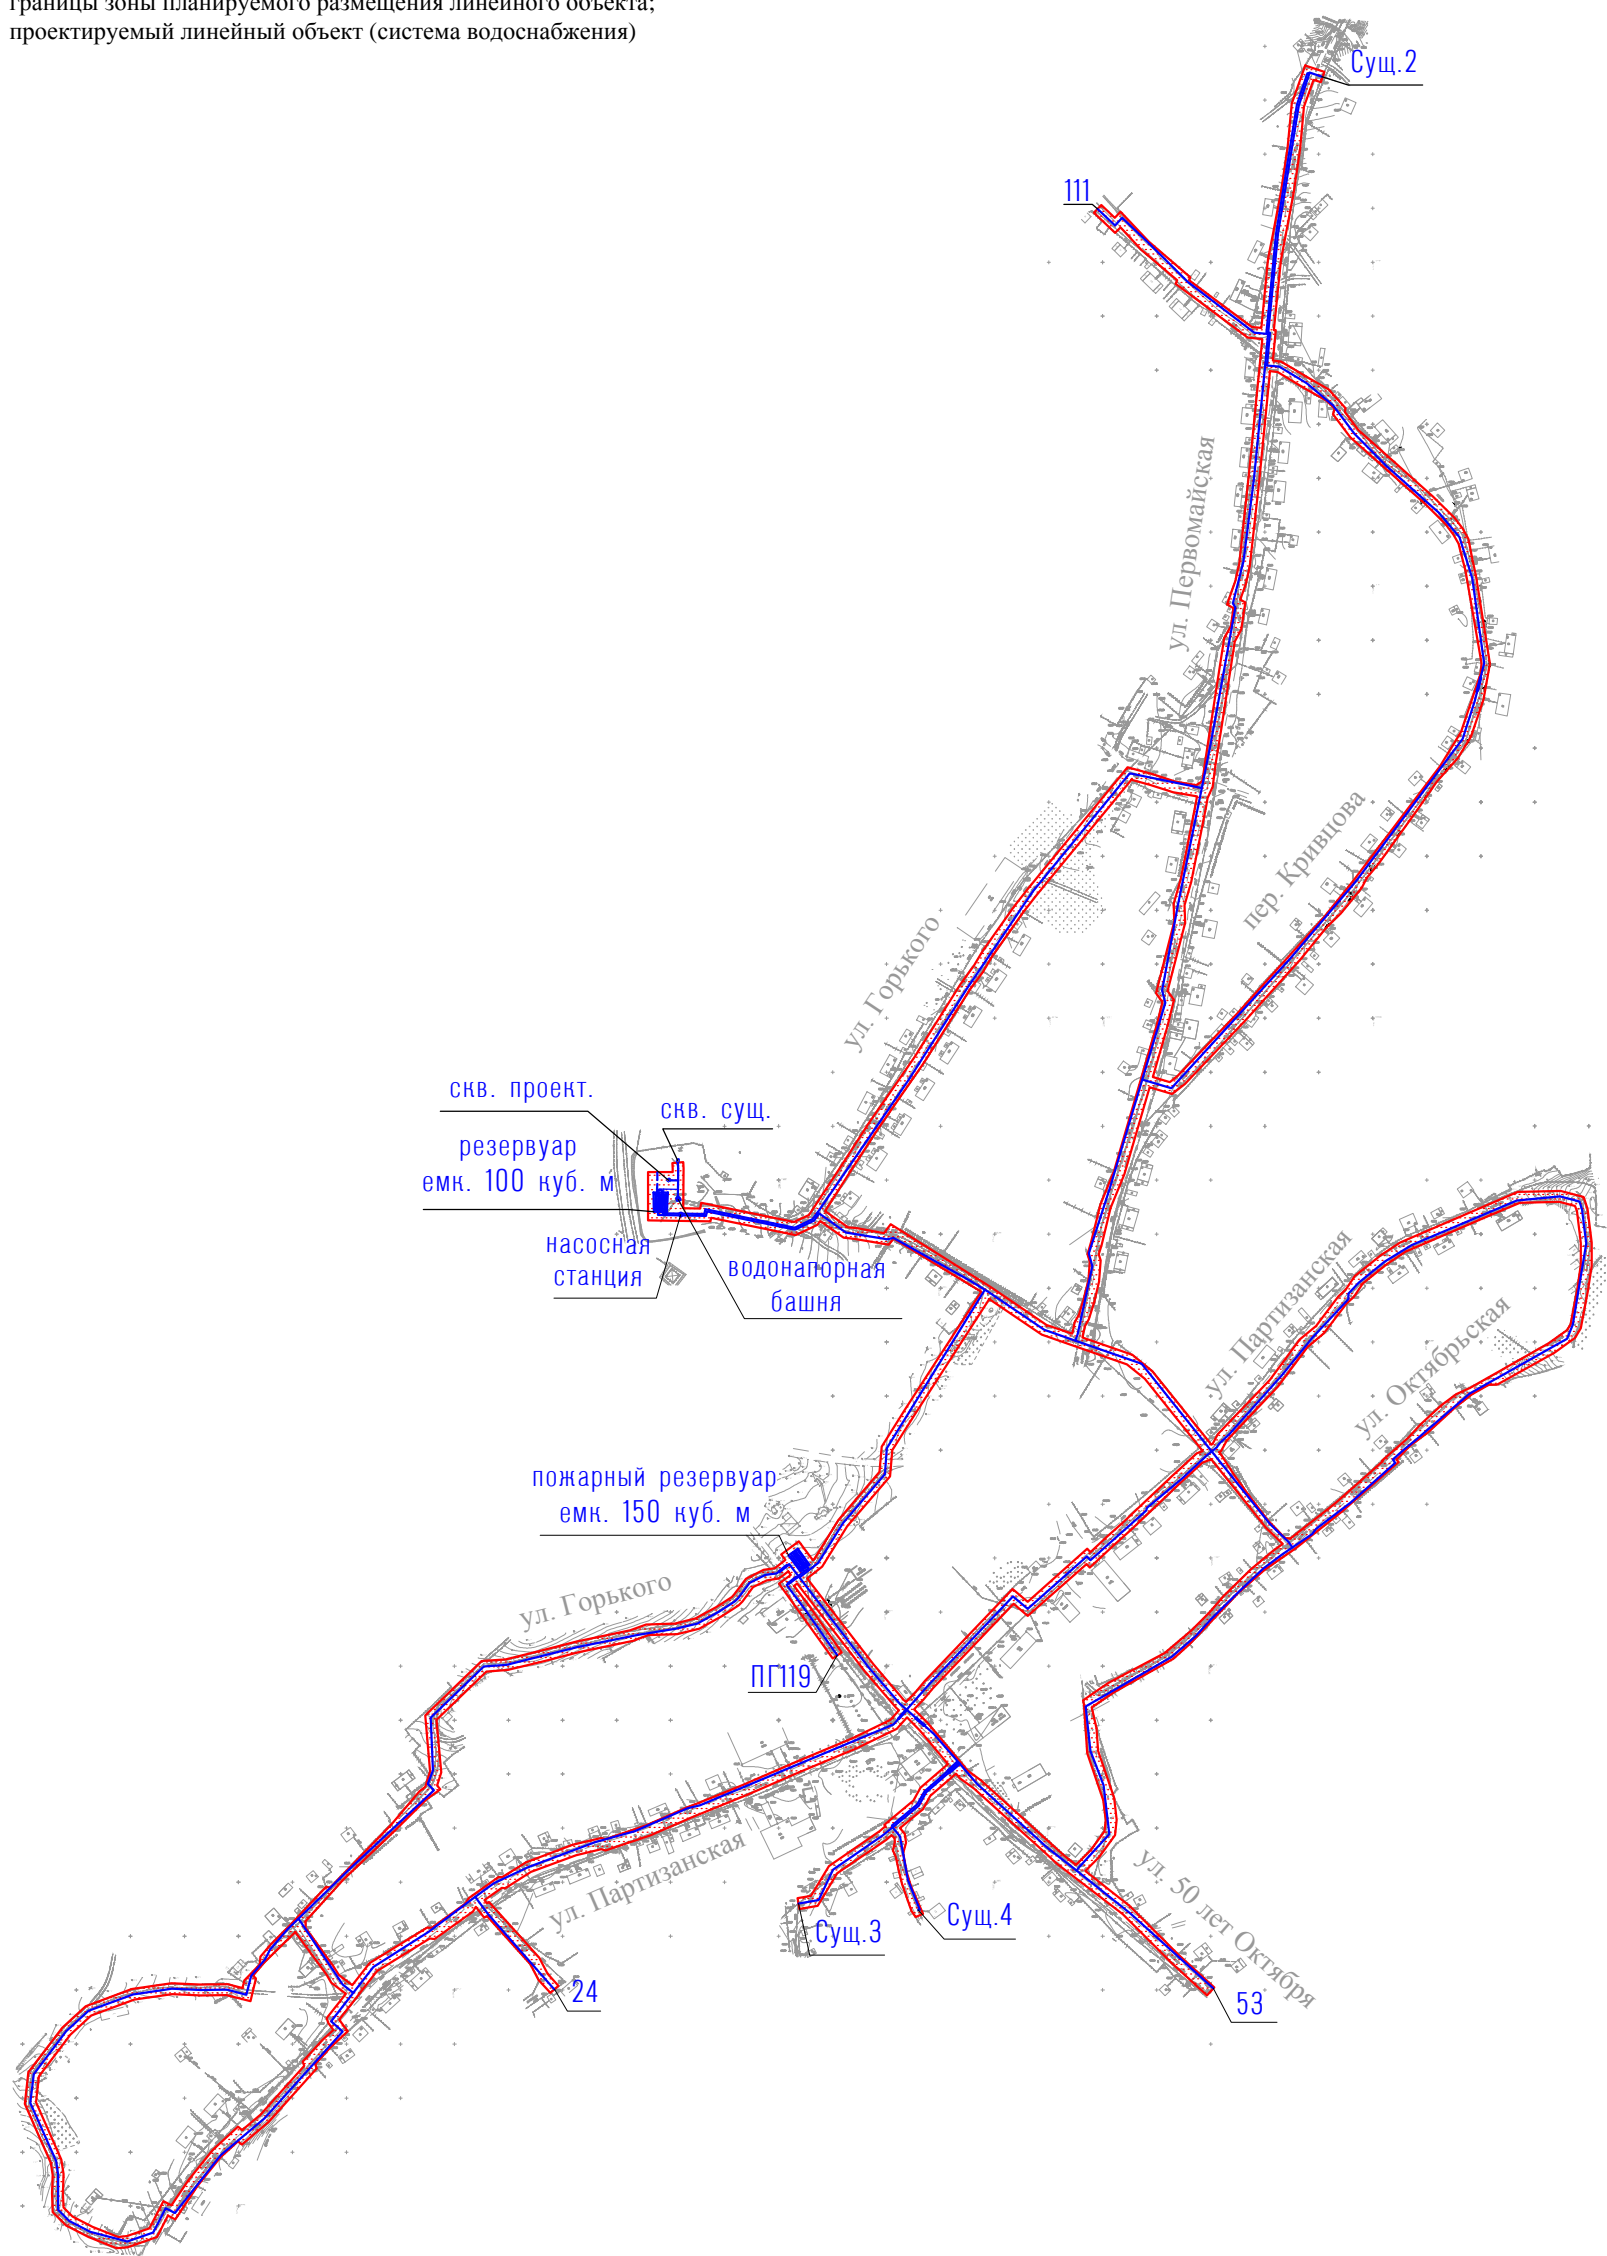 границы зоны планируемого размещения линейного объекта;
проектируемый линейный объект (система водоснабжения)
Сущ.2
111
ул. Первомайская
пер. Кривцова
ул. Горького
скв. проект.
скв. сущ.
резервуар
емк. 100 куб. м
насосная
станция
водонапорная
башня
ул. Партизанская
ул. Октябрьская
пожарный резервуар
емк. 150 куб. м
ул. Горького
ПГ119
ул. Партизанская
ул. 50 лет Октября
Сущ.3
Сущ.4
24
53